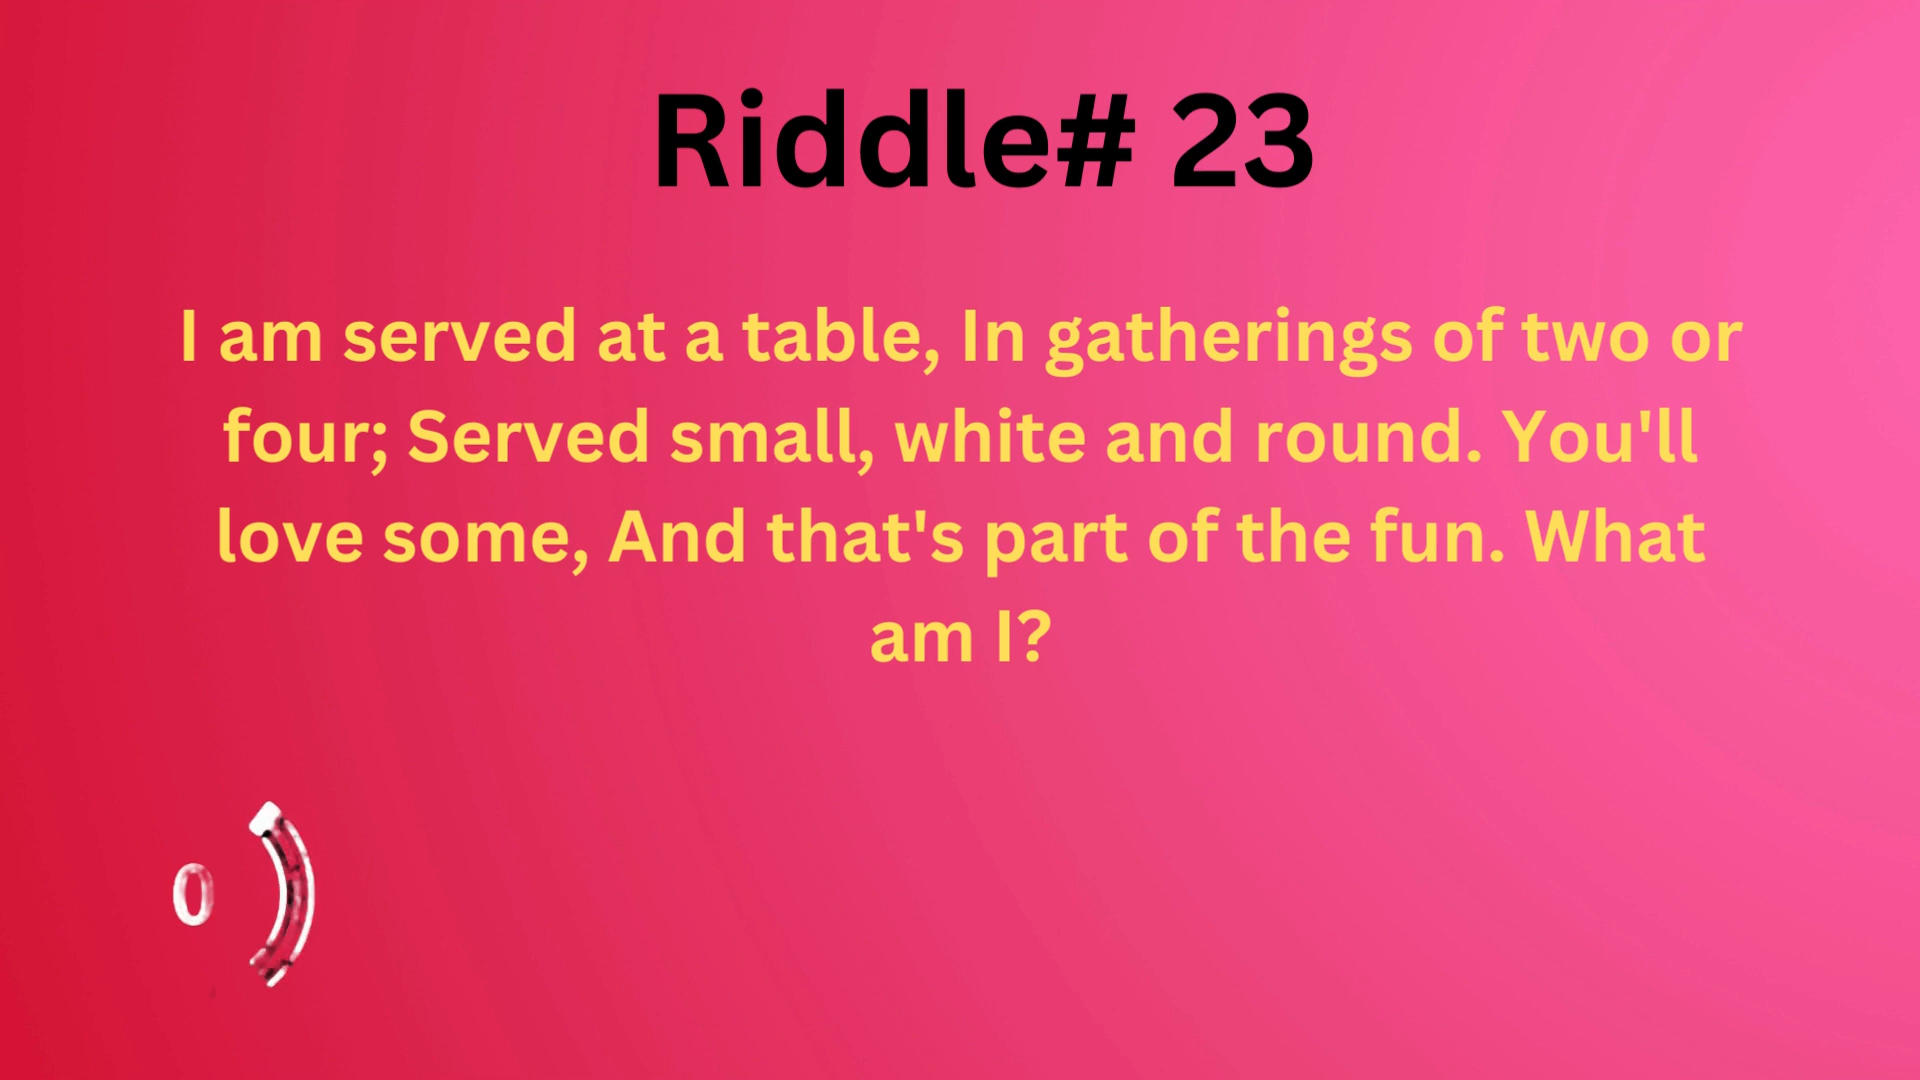 Riddle# 23
I am served at a table, In gatherings of two or
four; Served small, white and round. You'll
love some, And that's part of the fun. What
am I?
0